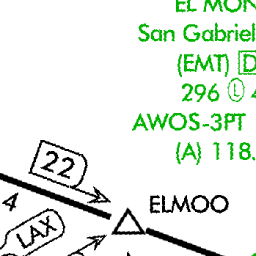 EL MON
San Gabriel
(EMT) D
296 Ⓛ 4
AWOS-3PT
(A) 118.
22
ELMOO
4
LAX